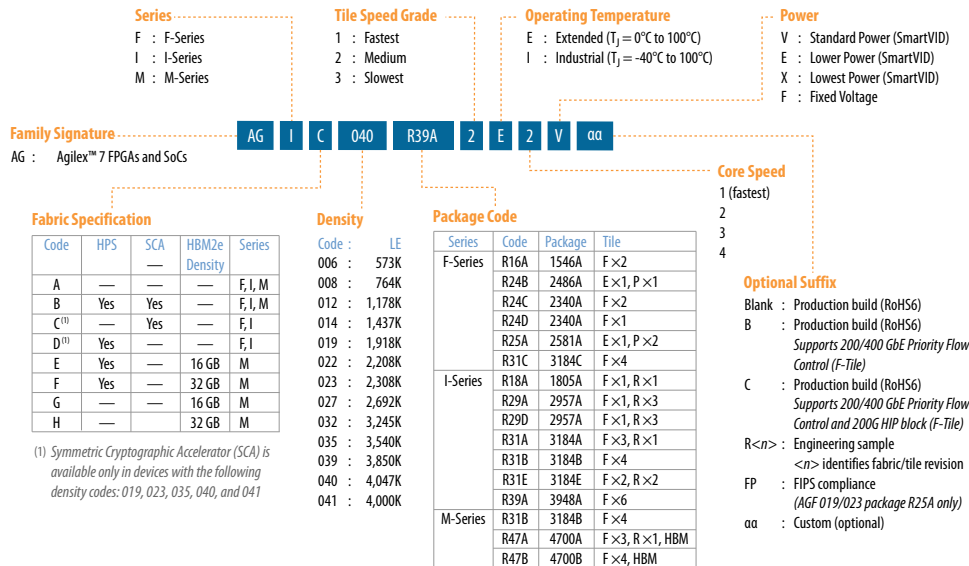 Series
F : F-Series
I : I-Series
M : M-Series
Tile Speed Grade
1 : Fastest
2 : Medium
3 : Slowest
Operating Temperature
E : Extended (TJ = 0°C to 100°C)
I : Industrial (TJ = -40°C to 100°C)
Power
V : Standard Power (SmartVID)
E : Lower Power (SmartVID)
X : Lowest Power (SmartVID)
F : Fixed Voltage
Family Signature
AG : Agilex™ 7 FPGAs and SoCs
AG I C 040 R39A 2 E 2 V αα
Core Speed
1 (fastest)
2
3
4
Fabric Specification
Code HPS SCA HBM2e Series
— Density
A — — — F, I, M
B Yes Yes — F, I, M
C(1) — Yes — F, I
D(1) Yes — — F, I
E Yes — 16 GB M
F Yes — 32 GB M
G — — 16 GB M
H — 32 GB M
(1) Symmetric Cryptographic Accelerator (SCA) is
available only in devices with the following
density codes: 019, 023, 035, 040, and 041
Density
Code : LE
006 : 573K
008 : 764K
012 : 1,178K
014 : 1,437K
019 : 1,918K
022 : 2,208K
023 : 2,308K
027 : 2,692K
032 : 3,245K
035 : 3,540K
039 : 3,850K
040 : 4,047K
041 : 4,000K
Package Code
Series Code Package Tile
F-Series R16A 1546A F ×2
R24B 2486A E ×1, P ×1
R24C 2340A F ×2
R24D 2340A F ×1
R25A 2581A E ×1, P ×2
R31C 3184C F ×4
I-Series R18A 1805A F ×1, R ×1
R29A 2957A F ×1, R ×3
R29D 2957A F ×1, R ×3
R31A 3184A F ×3, R ×1
R31B 3184B F ×4
R31E 3184E F ×2, R ×2
R39A 3948A F ×6
M-Series R31B 3184B F ×4
R47A 4700A F ×3, R ×1, HBM
R47B 4700B F ×4, HBM
Optional Suffix
Blank : Production build (RoHS6)
B : Production build (RoHS6)
Supports 200/400 GbE Priority Flow
Control (F-Tile)
C : Production build (RoHS6)
Supports 200/400 GbE Priority Flow
Control and 200G HIP block (F-Tile)
R<n> : Engineering sample
<n> identifies fabric/tile revision
FP : FIPS compliance
(AGF 019/023 package R25A only)
αα : Custom (optional)